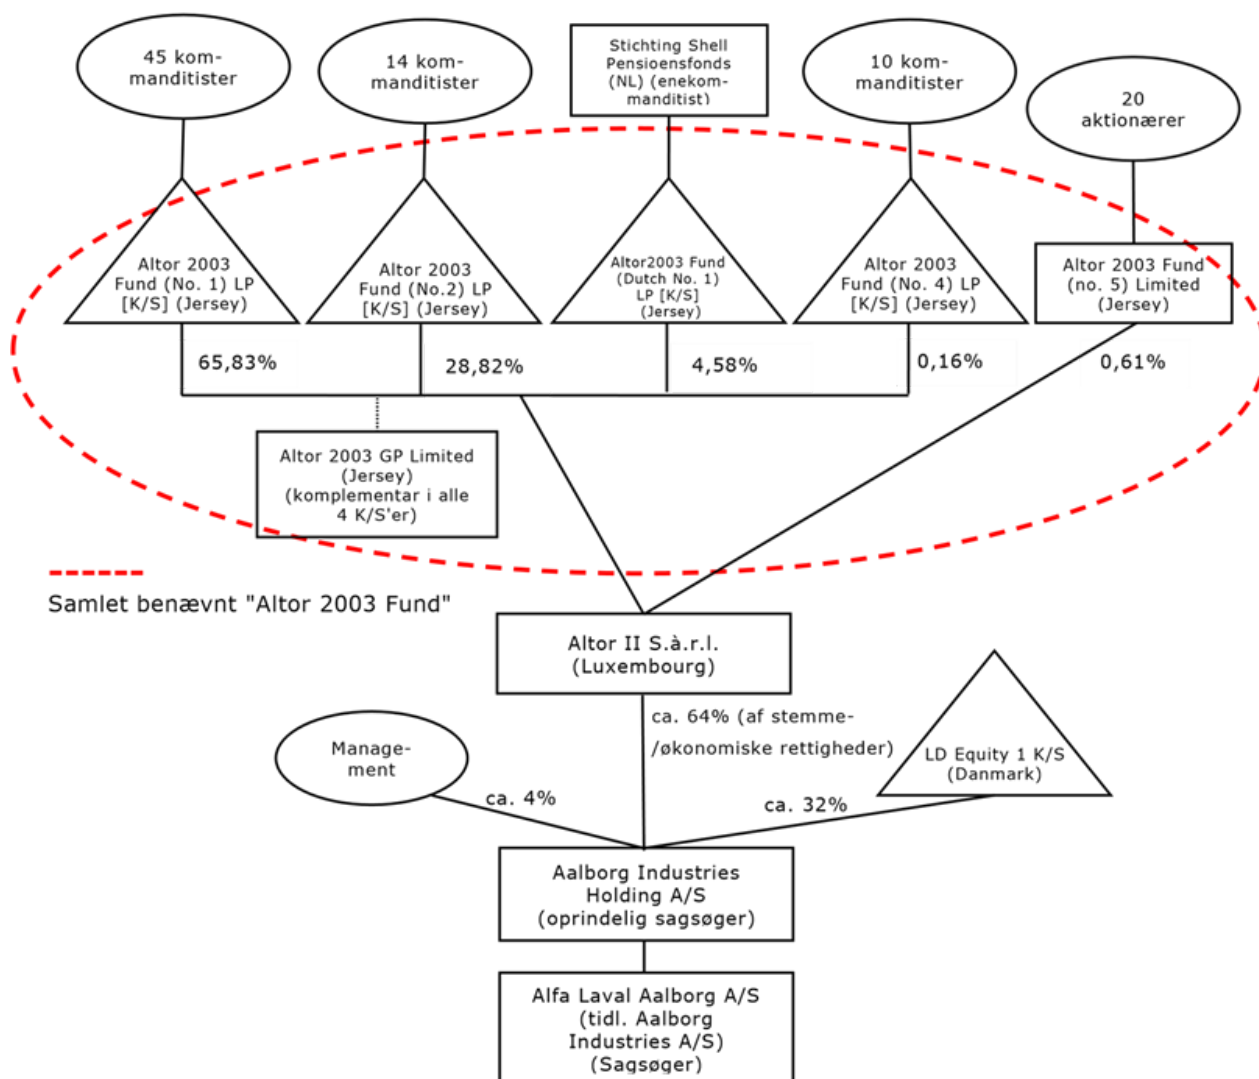 45 kom-
manditister
14 kom-
manditister
Stichting Shell
Pensioensfonds
(NL) (enekom-
manditist)
10 kom-
manditister
20
aktionærer
Altor 2003
Fund (No. 1) LP
[K/S] (Jersey)
Altor 2003
Fund (No.2) LP
[K/S] (Jersey)
Altor2003 Fund
(Dutch No. 1)
LP [K/S]
(Jersey)
Altor 2003
Fund (No. 4) LP
[K/S] (Jersey)
Altor 2003 Fund
(no. 5) Limited
(Jersey)
65,83%
28,82%
4,58%
0,16%
0,61%
Altor 2003 GP Limited
(Jersey)
(komplementar i alle
4 K/S'er)
Samlet benævnt "Altor 2003 Fund"
Altor II S.à.r.l.
(Luxembourg)
ca. 64% (af stemme-
/økonomiske rettigheder)
Manage-
ment
LD Equity 1 K/S
(Danmark)
ca. 4%
ca. 32%
Aalborg Industries
Holding A/S
(oprindelig sagsøger)
Alfa Laval Aalborg A/S
(tidl. Aalborg
Industries A/S)
(Sagsøger)